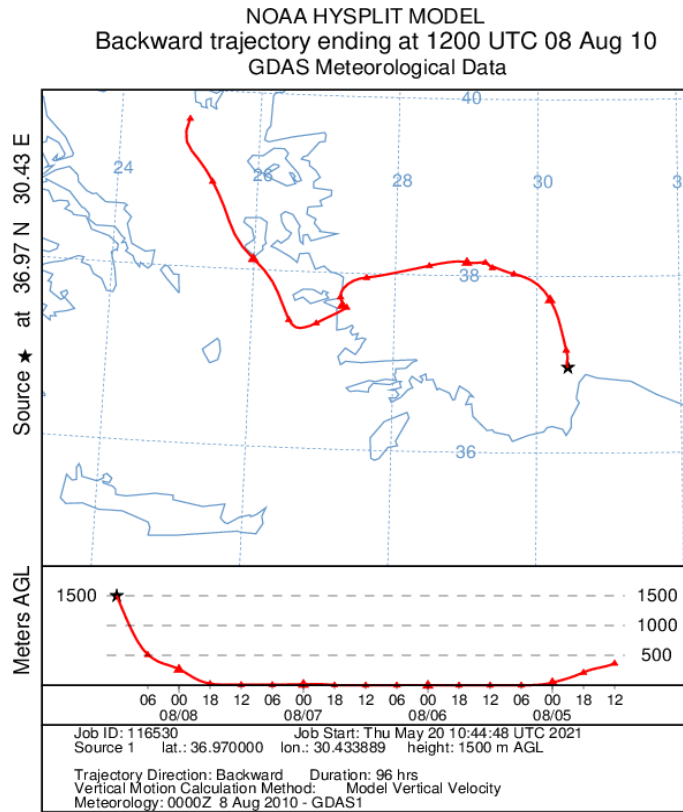 NOAA HYSPLIT MODEL
Backward trajectory ending at 1200 UTC 08 Aug 10
GDAS Meteorological Data
Source ★ at 36.97 N 30.43 E
40
24
26
28
30
3
38
36
Meters AGL
1500
1500
1000
500
06 00 18 12 06 00 18 12 06 00 18 12 06 00 18 12
08/08 08/07 08/06 08/05
Job ID: 116530 Job Start: Thu May 20 10:44:48 UTC 2021
Source 1 lat.: 36.970000 lon.: 30.433889 height: 1500 m AGL
Trajectory Direction: Backward Duration: 96 hrs
Vertical Motion Calculation Method: Model Vertical Velocity
Meteorology: 0000Z 8 Aug 2010 - GDAS1